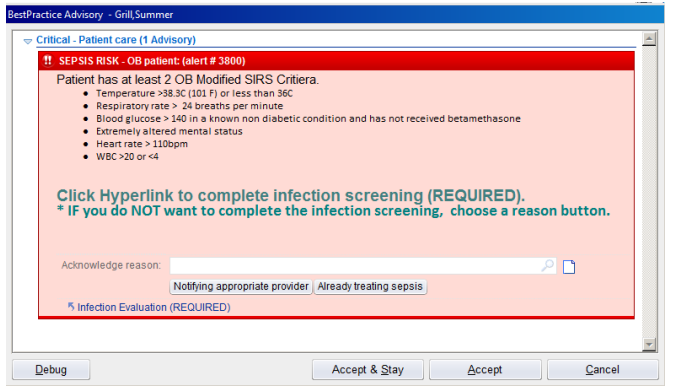 BestPractice Advisory - Grill,Summer
Critical - Patient care (1 Advisory)
SEPSIS RISK - OB patient: (alert # 3800)
Patient has at least 2 OB Modified SIRS Critiera.
• Temperature >38.3C (101 F) or less than 36C
• Respiratory rate > 24 breaths per minute
• Blood glucose > 140 in a known non diabetic condition and has not received betamethasone
• Extremely altered mental status
• Heart rate > 110bpm
• WBC >20 or <4
Click Hyperlink to complete infection screening (REQUIRED).
* IF you do NOT want to complete the infection screening, choose a reason button.
Acknowledge reason:
Notifying appropriate provider Already treating sepsis
Infection Evaluation (REQUIRED)
Debug Accept & Stay Accept Cancel